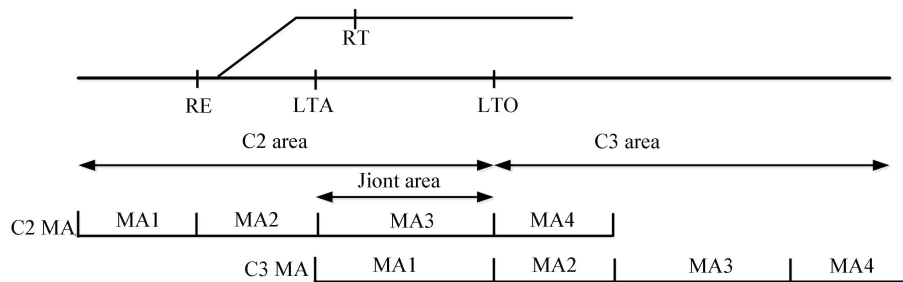 RT
RE LTA LTO
C2 area C3 area
Jiont area
C2 MA MA1 MA2 MA3 MA4
C3 MA MA1 MA2 MA3 MA4